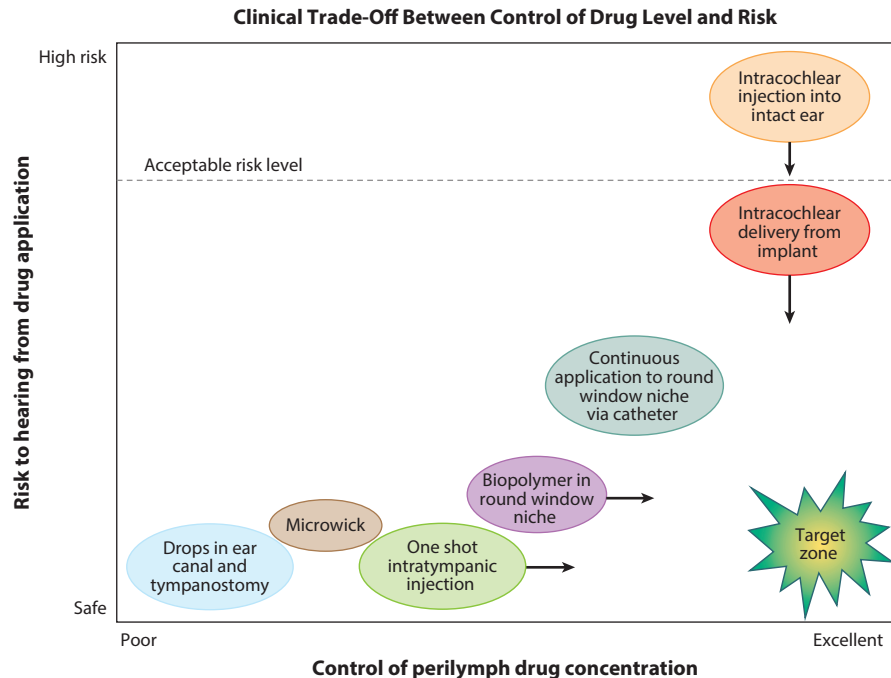 Clinical Trade-Off Between Control of Drug Level and Risk
High risk
Intracochlear
injection into
intact ear
Acceptable risk level
Intracochlear
delivery from
implant
Risk to hearing from drug application
Continuous
application to round
window niche
via catheter
Biopolymer in
round window
niche
Microwick
Drops in ear
canal and
tympanostomy
One shot
intratympanic
injection
Target
zone
Safe
Poor
Excellent
Control of perilymph drug concentration